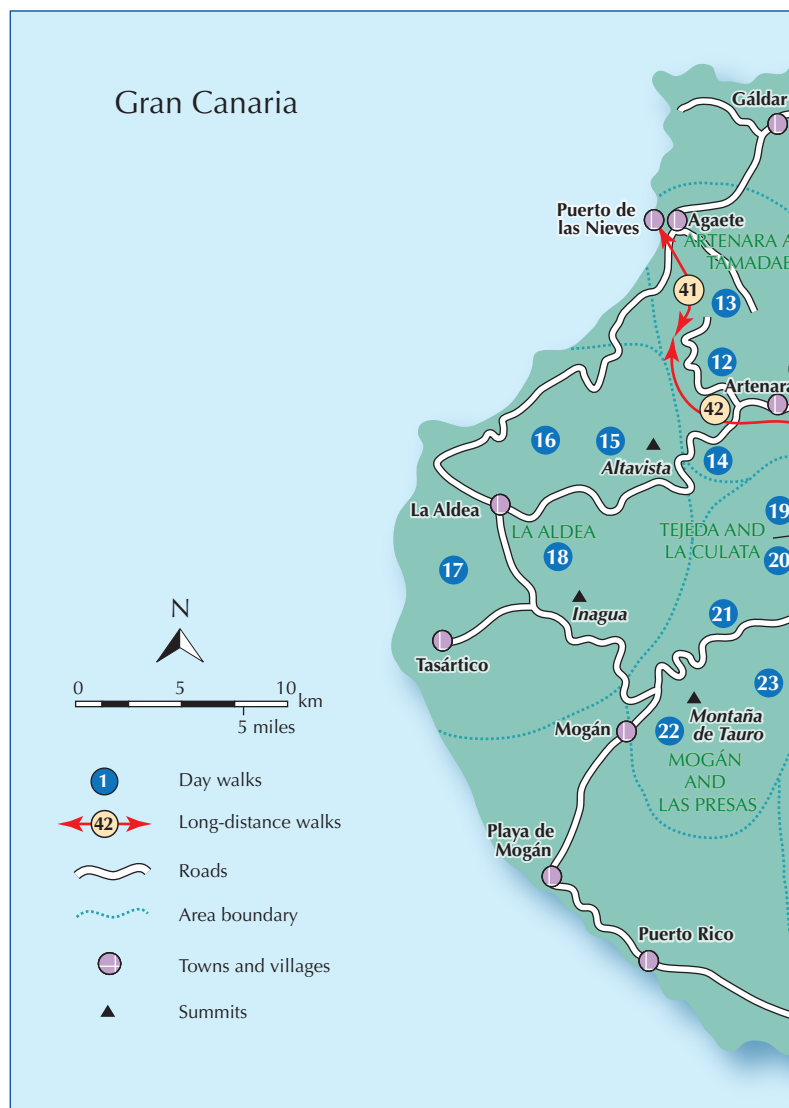 Gran Canaria
Gáldar
Puerto de
las Nieves
Agaete
ARTENARA A
TAMADAB
41
13
12
Artenara
42
16
15
Altavista
14
La Aldea
LA ALDEA
19
TEJEDA AND
LA CULATA
20
18
17
Inagua
21
Tasártico
N
0 5 10
km
5 miles
23
Montaña
de Tauro
Mogán
22
MOGÁN
AND
LAS PRESAS
1 Day walks
42 Long-distance walks
Roads
Area boundary
Towns and villages
Summits
Playa de
Mogán
Puerto Rico